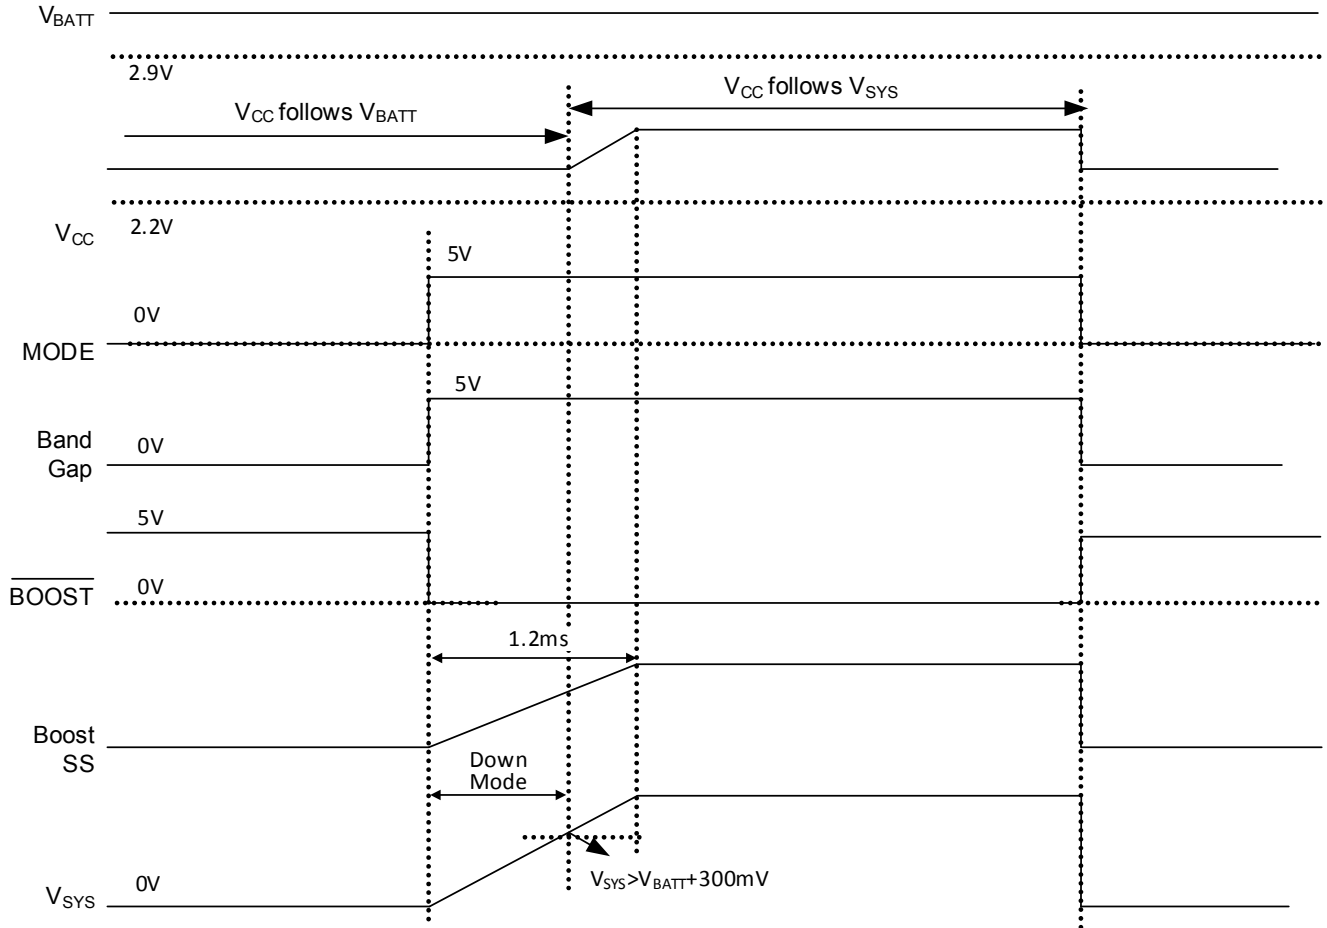 VBATT
2.9V
VCC follows VSYS
VCC follows VBATT
2.2V
VCC
5V
0V
MODE
5V
Band
Gap
0V
5V
BOOST
0V
1.2ms
Boost
SS
Down
Mode
VSYS>VBATT+300mV
0V
VSYS